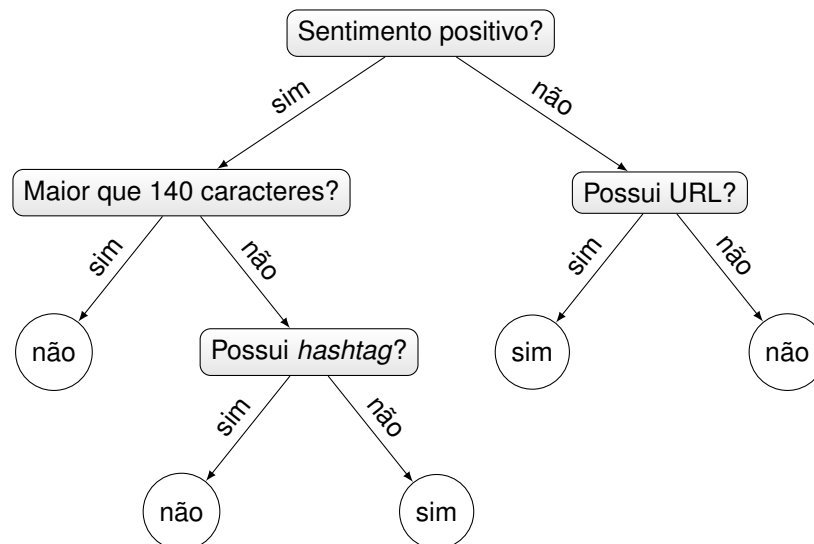 Sentimento positivo?
sim
não
Maior que 140 caracteres?
Possui URL?
sim
não
sim
não
não
Possui hashtag?
sim
não
sim
não
não
sim